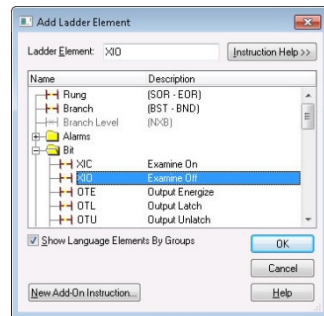 Add Ladder Element
Ladder Element: XIO Instruction Help >>
Name Description
Rung (SOR - EOR)
Branch (BST - BND)
Branch Level (NXB)
Alarms
Bit
XIC Examine On
XIO Examine Off
OTE Output Energize
OTL Output Latch
OTU Output Unlatch
Show Language Elements By Groups OK
Cancel
New Add-On Instruction... Help